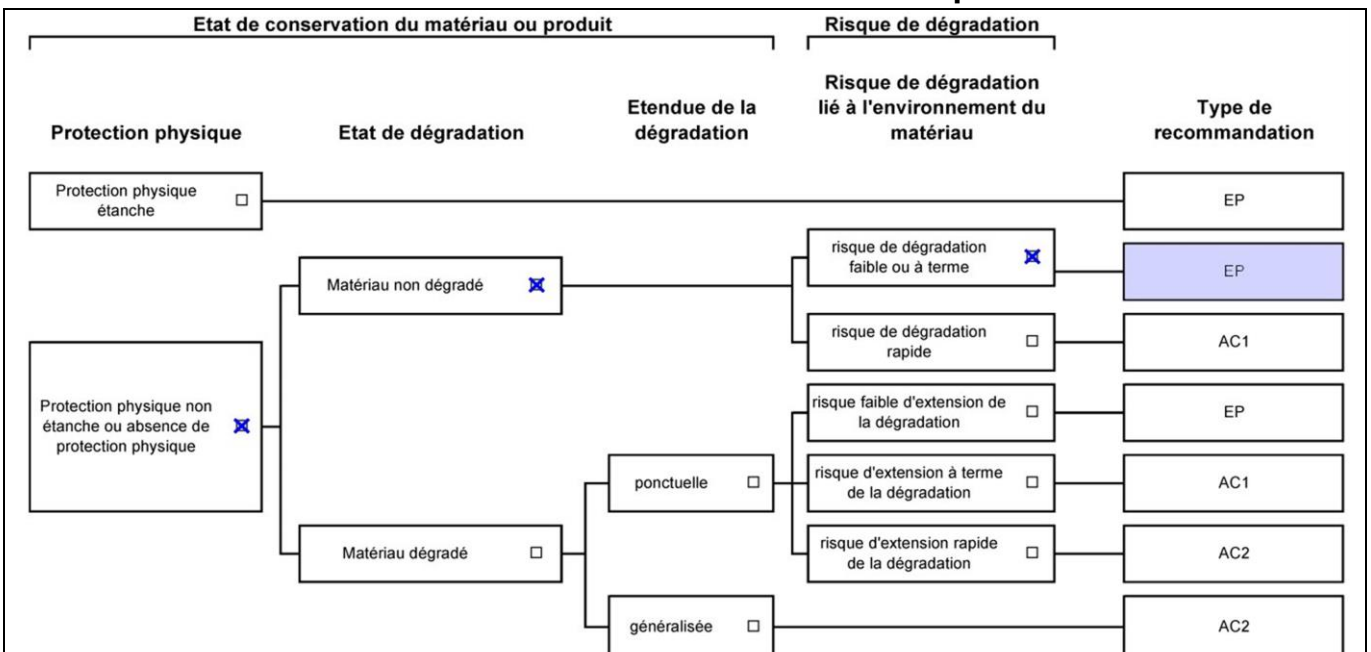 Etat de conservation du matériau ou produit
Risque de dégradation
Protection physique
Etat de dégradation
Etendue de la
dégradation
Risque de dégradation
lié à l'environnement du
matériau
Type de
recommandation
Protection physique
étanche
EP
risque de dégradation
faible ou à terme
EP
Matériau non dégradé
risque de dégradation
rapide
AC1
Protection physique non
étanche ou absence de
protection physique
risque faible d'extension de
la dégradation
EP
ponctuelle
risque d'extension à terme
de la dégradation
AC1
Matériau dégradé
risque d'extension rapide
de la dégradation
AC2
généralisée
AC2